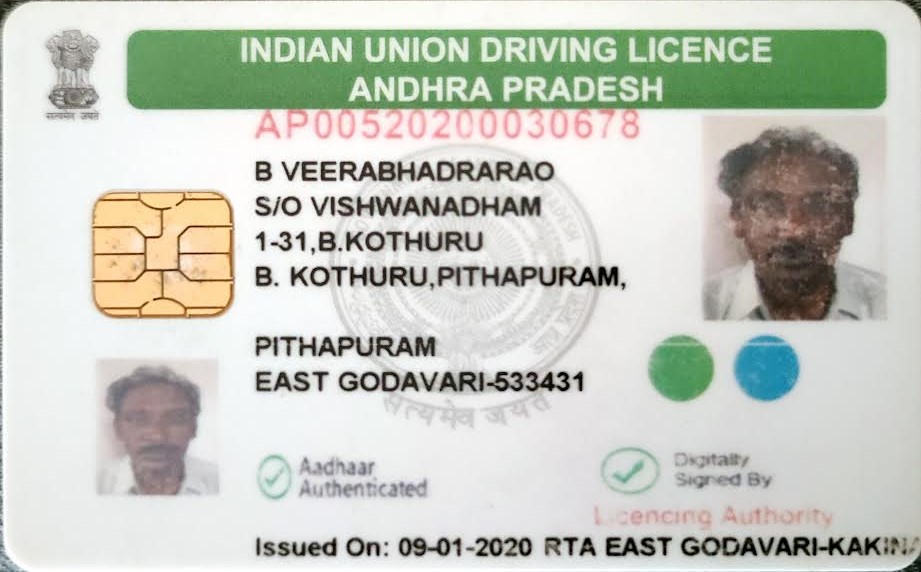 INDIAN UNION DRIVING LICENCE
ANDHRA PRADESH
AP00520200030678
B VEERABHADRARAO
S/O VISHWANADHAM
1-31,B.KOTHURU
B. KOTHURU,PITHAPURAM,
PITHAPURAM
EAST GODAVARI-533431
सत्यमेव जयते
सत्यमेव जयते
Aadhaar
Authenticated
Digitally
Signed By
Licencing Authority
Issued On: 09-01-2020 RTA EAST GODAVARI-KAKINA